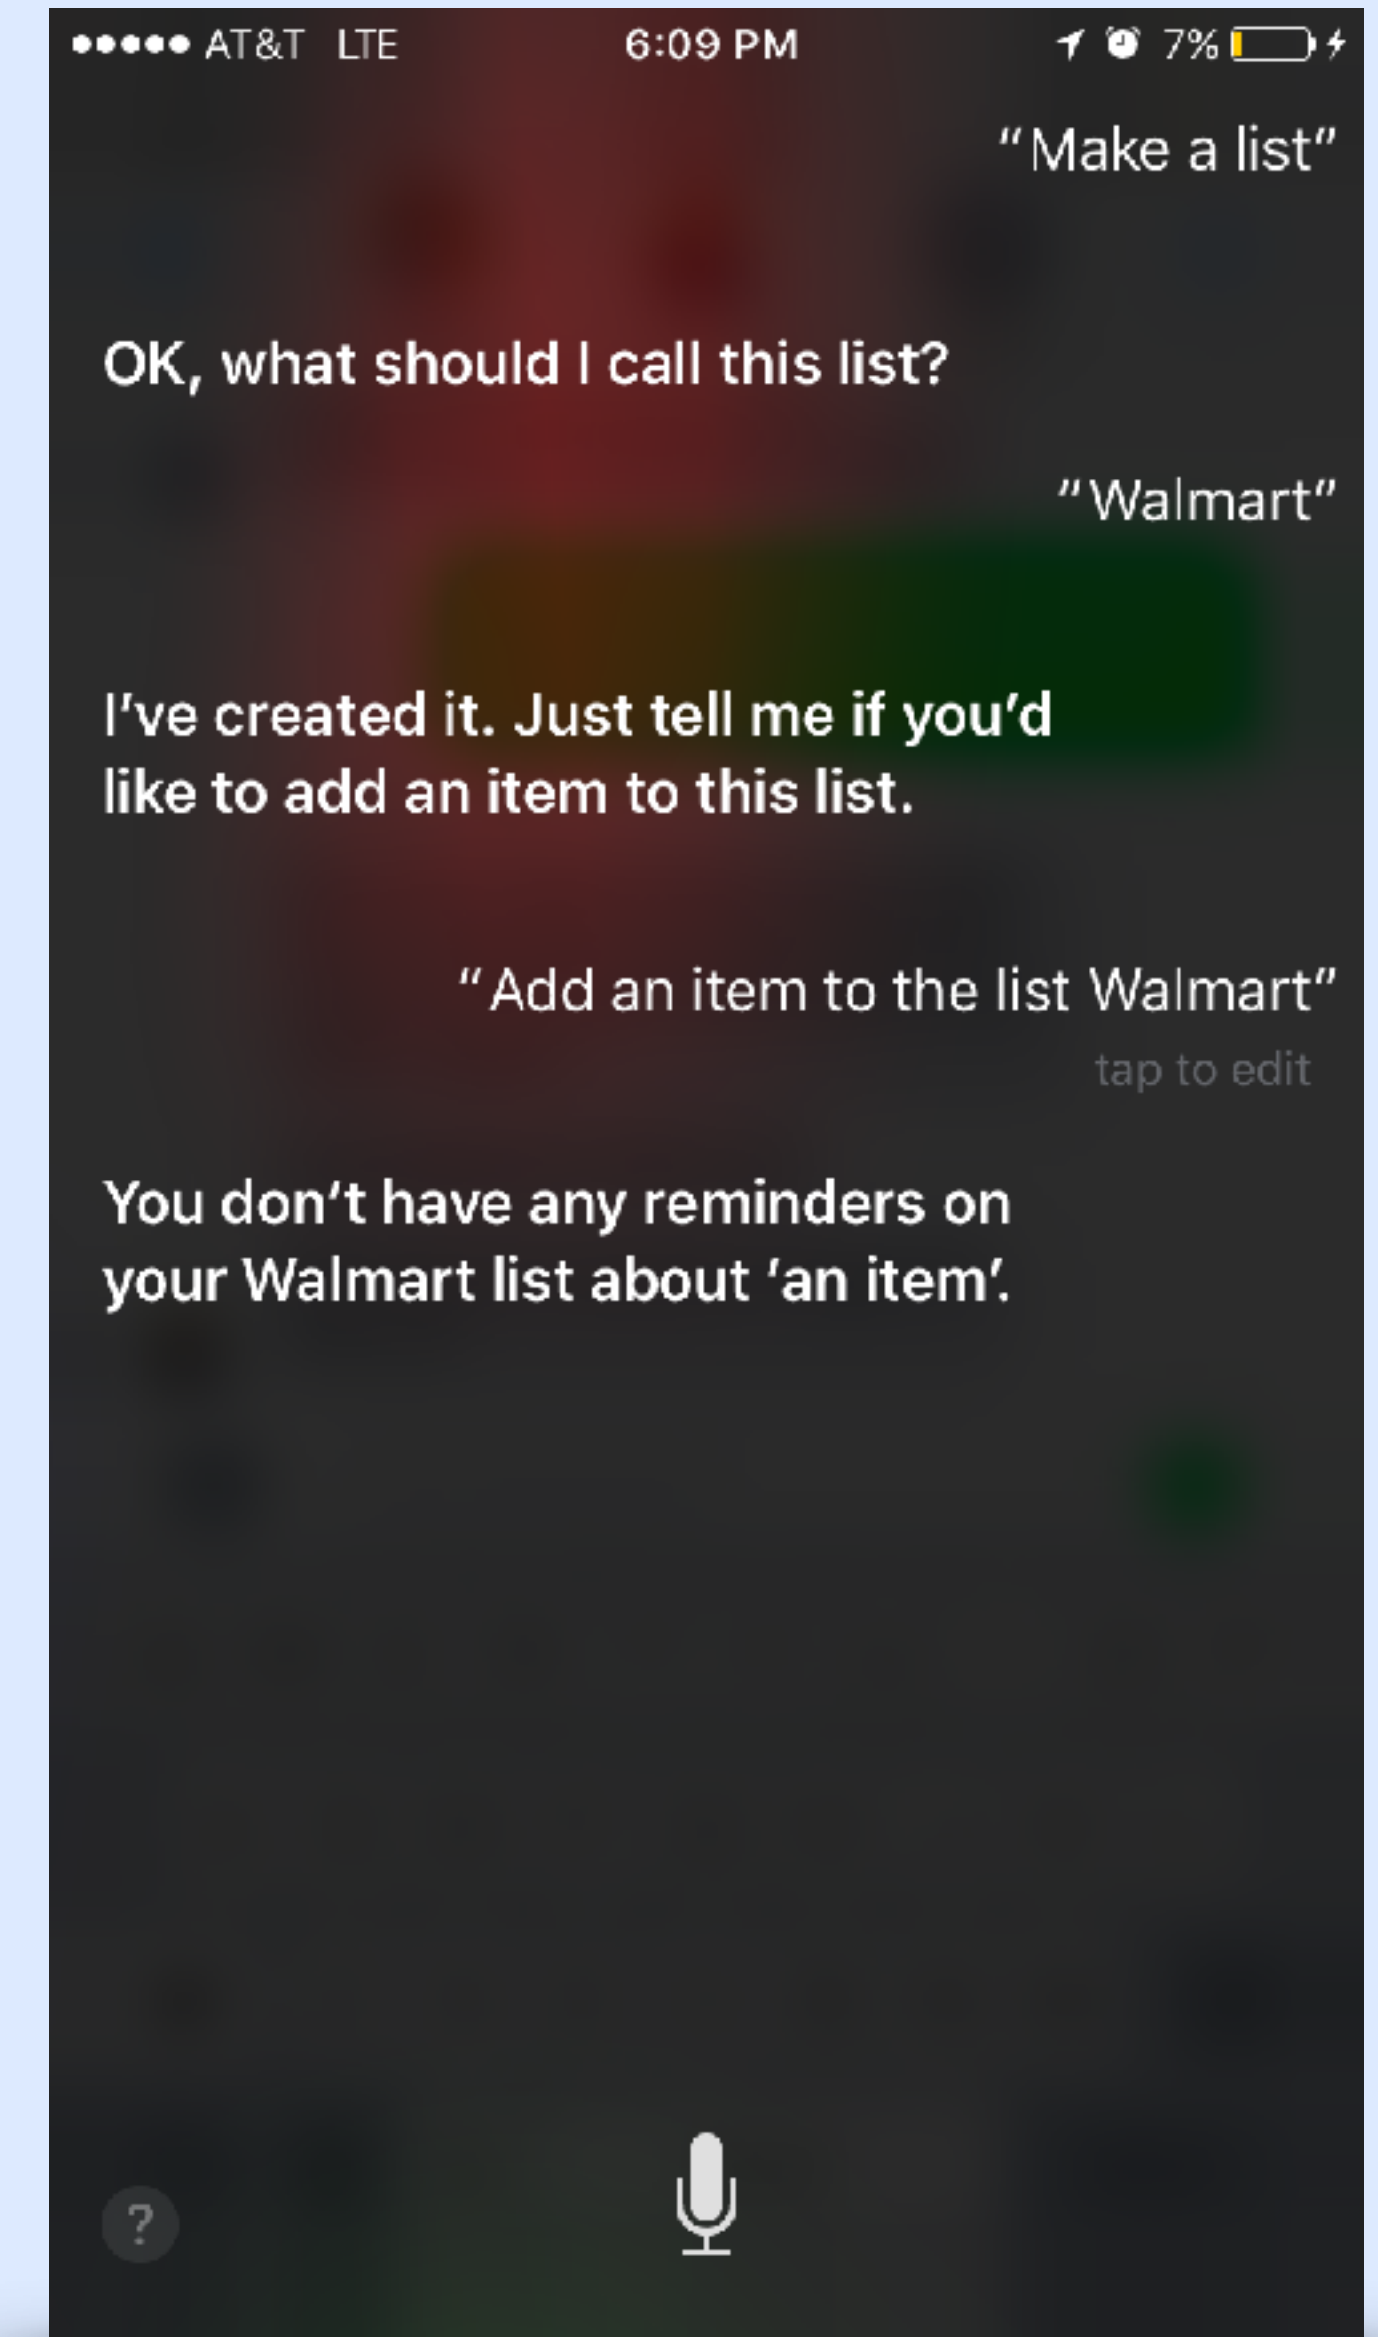 AT&T LTE 6:09 PM 7%
“Make a list”
OK, what should I call this list?
“Walmart”
I’ve created it. Just tell me if you’d
like to add an item to this list.
“Add an item to the list Walmart”
tap to edit
You don’t have any reminders on
your Walmart list about ‘an item’.
?